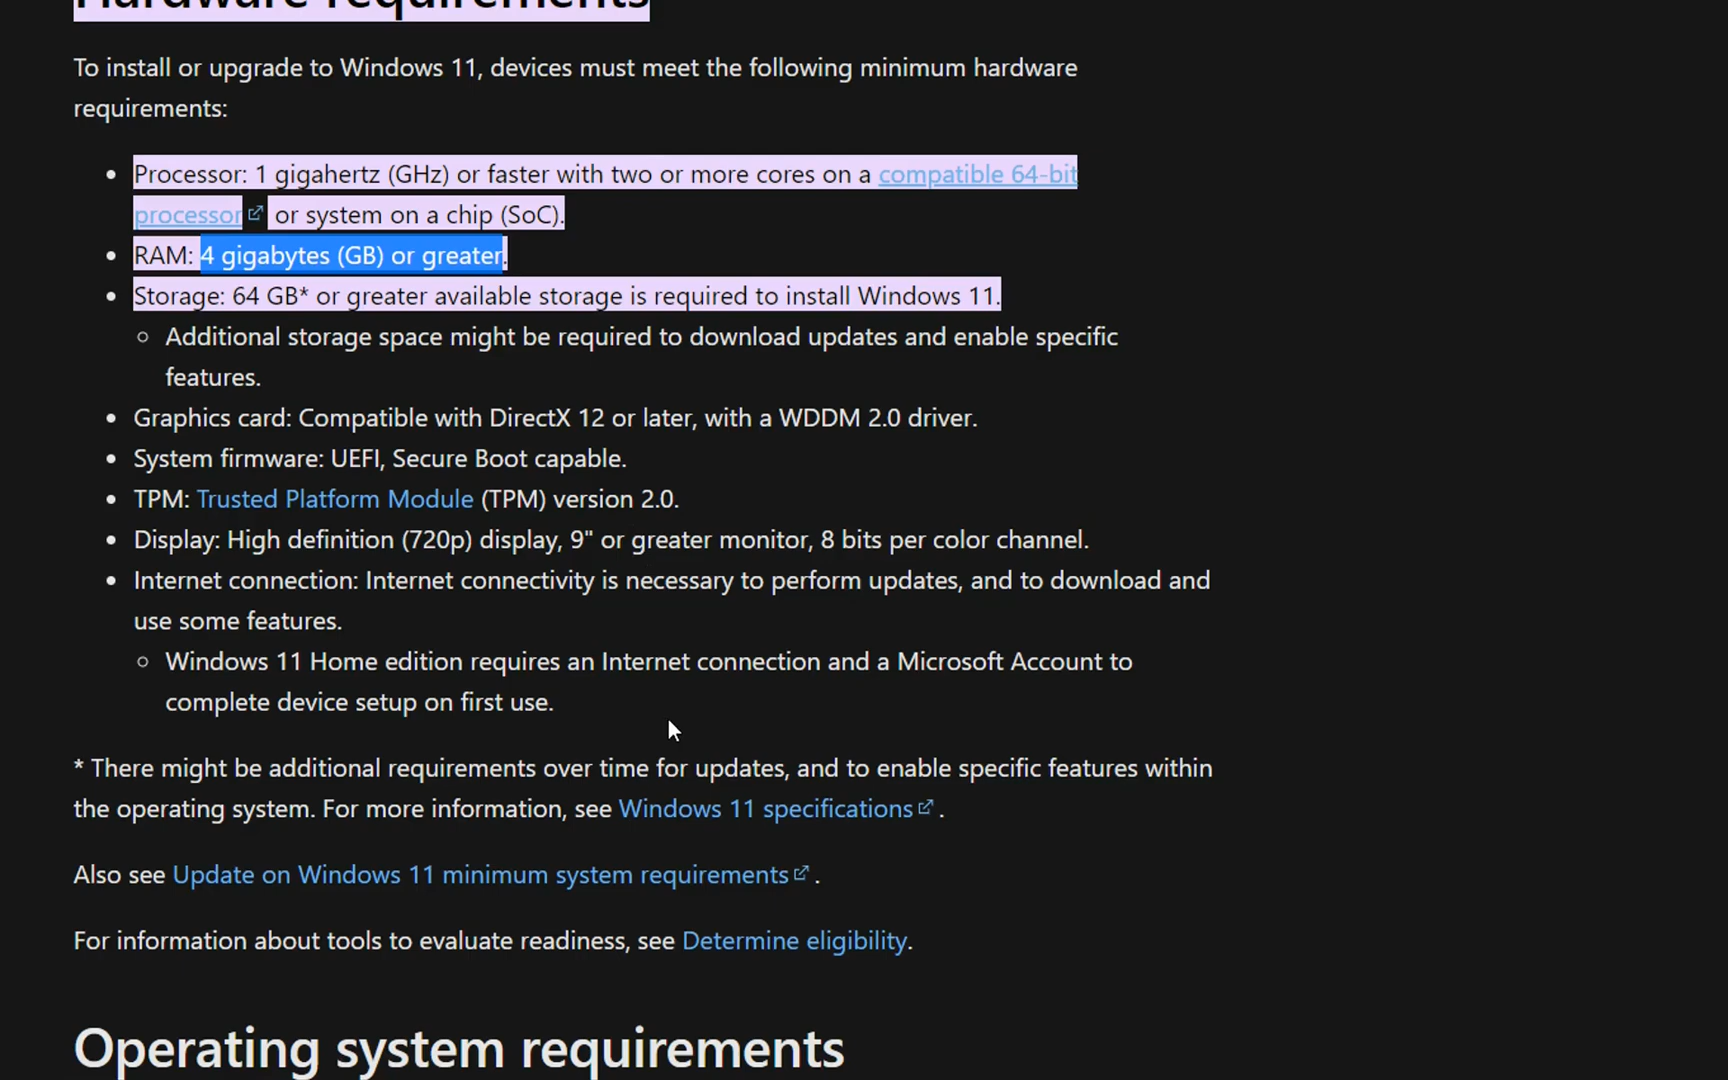 Hardware requirements
To install or upgrade to Windows 11, devices must meet the following minimum hardware
requirements:
• Processor: 1 gigahertz (GHz) or faster with two or more cores on a compatible 64-bit
processor or system on a chip (SoC).
• RAM: 4 gigabytes (GB) or greater.
• Storage: 64 GB* or greater available storage is required to install Windows 11.
○ Additional storage space might be required to download updates and enable specific
features.
• Graphics card: Compatible with DirectX 12 or later, with a WDDM 2.0 driver.
• System firmware: UEFI, Secure Boot capable.
• TPM: Trusted Platform Module (TPM) version 2.0.
• Display: High definition (720p) display, 9" or greater monitor, 8 bits per color channel.
• Internet connection: Internet connectivity is necessary to perform updates, and to download and
use some features.
○ Windows 11 Home edition requires an Internet connection and a Microsoft Account to
complete device setup on first use.
* There might be additional requirements over time for updates, and to enable specific features within
the operating system. For more information, see Windows 11 specifications .
Also see Update on Windows 11 minimum system requirements .
For information about tools to evaluate readiness, see Determine eligibility.
Operating system requirements